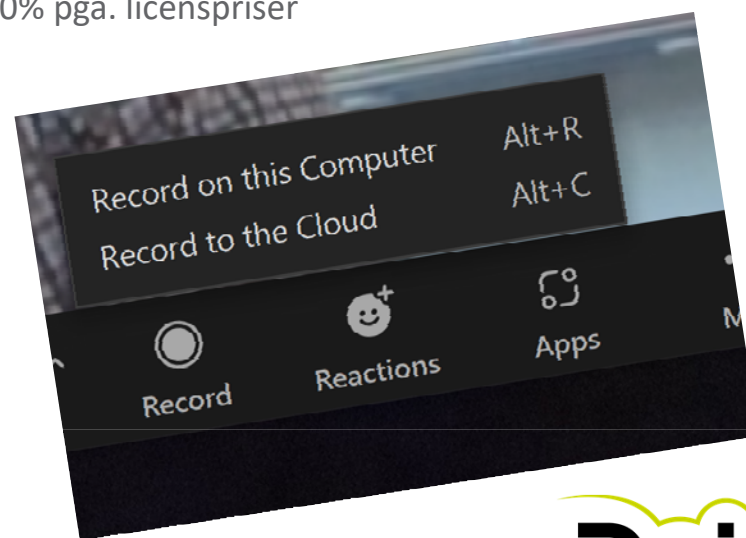 0% pga. licenspriser
Record on this Computer Alt+R
Record to the Cloud Alt+C
Record Reactions Apps